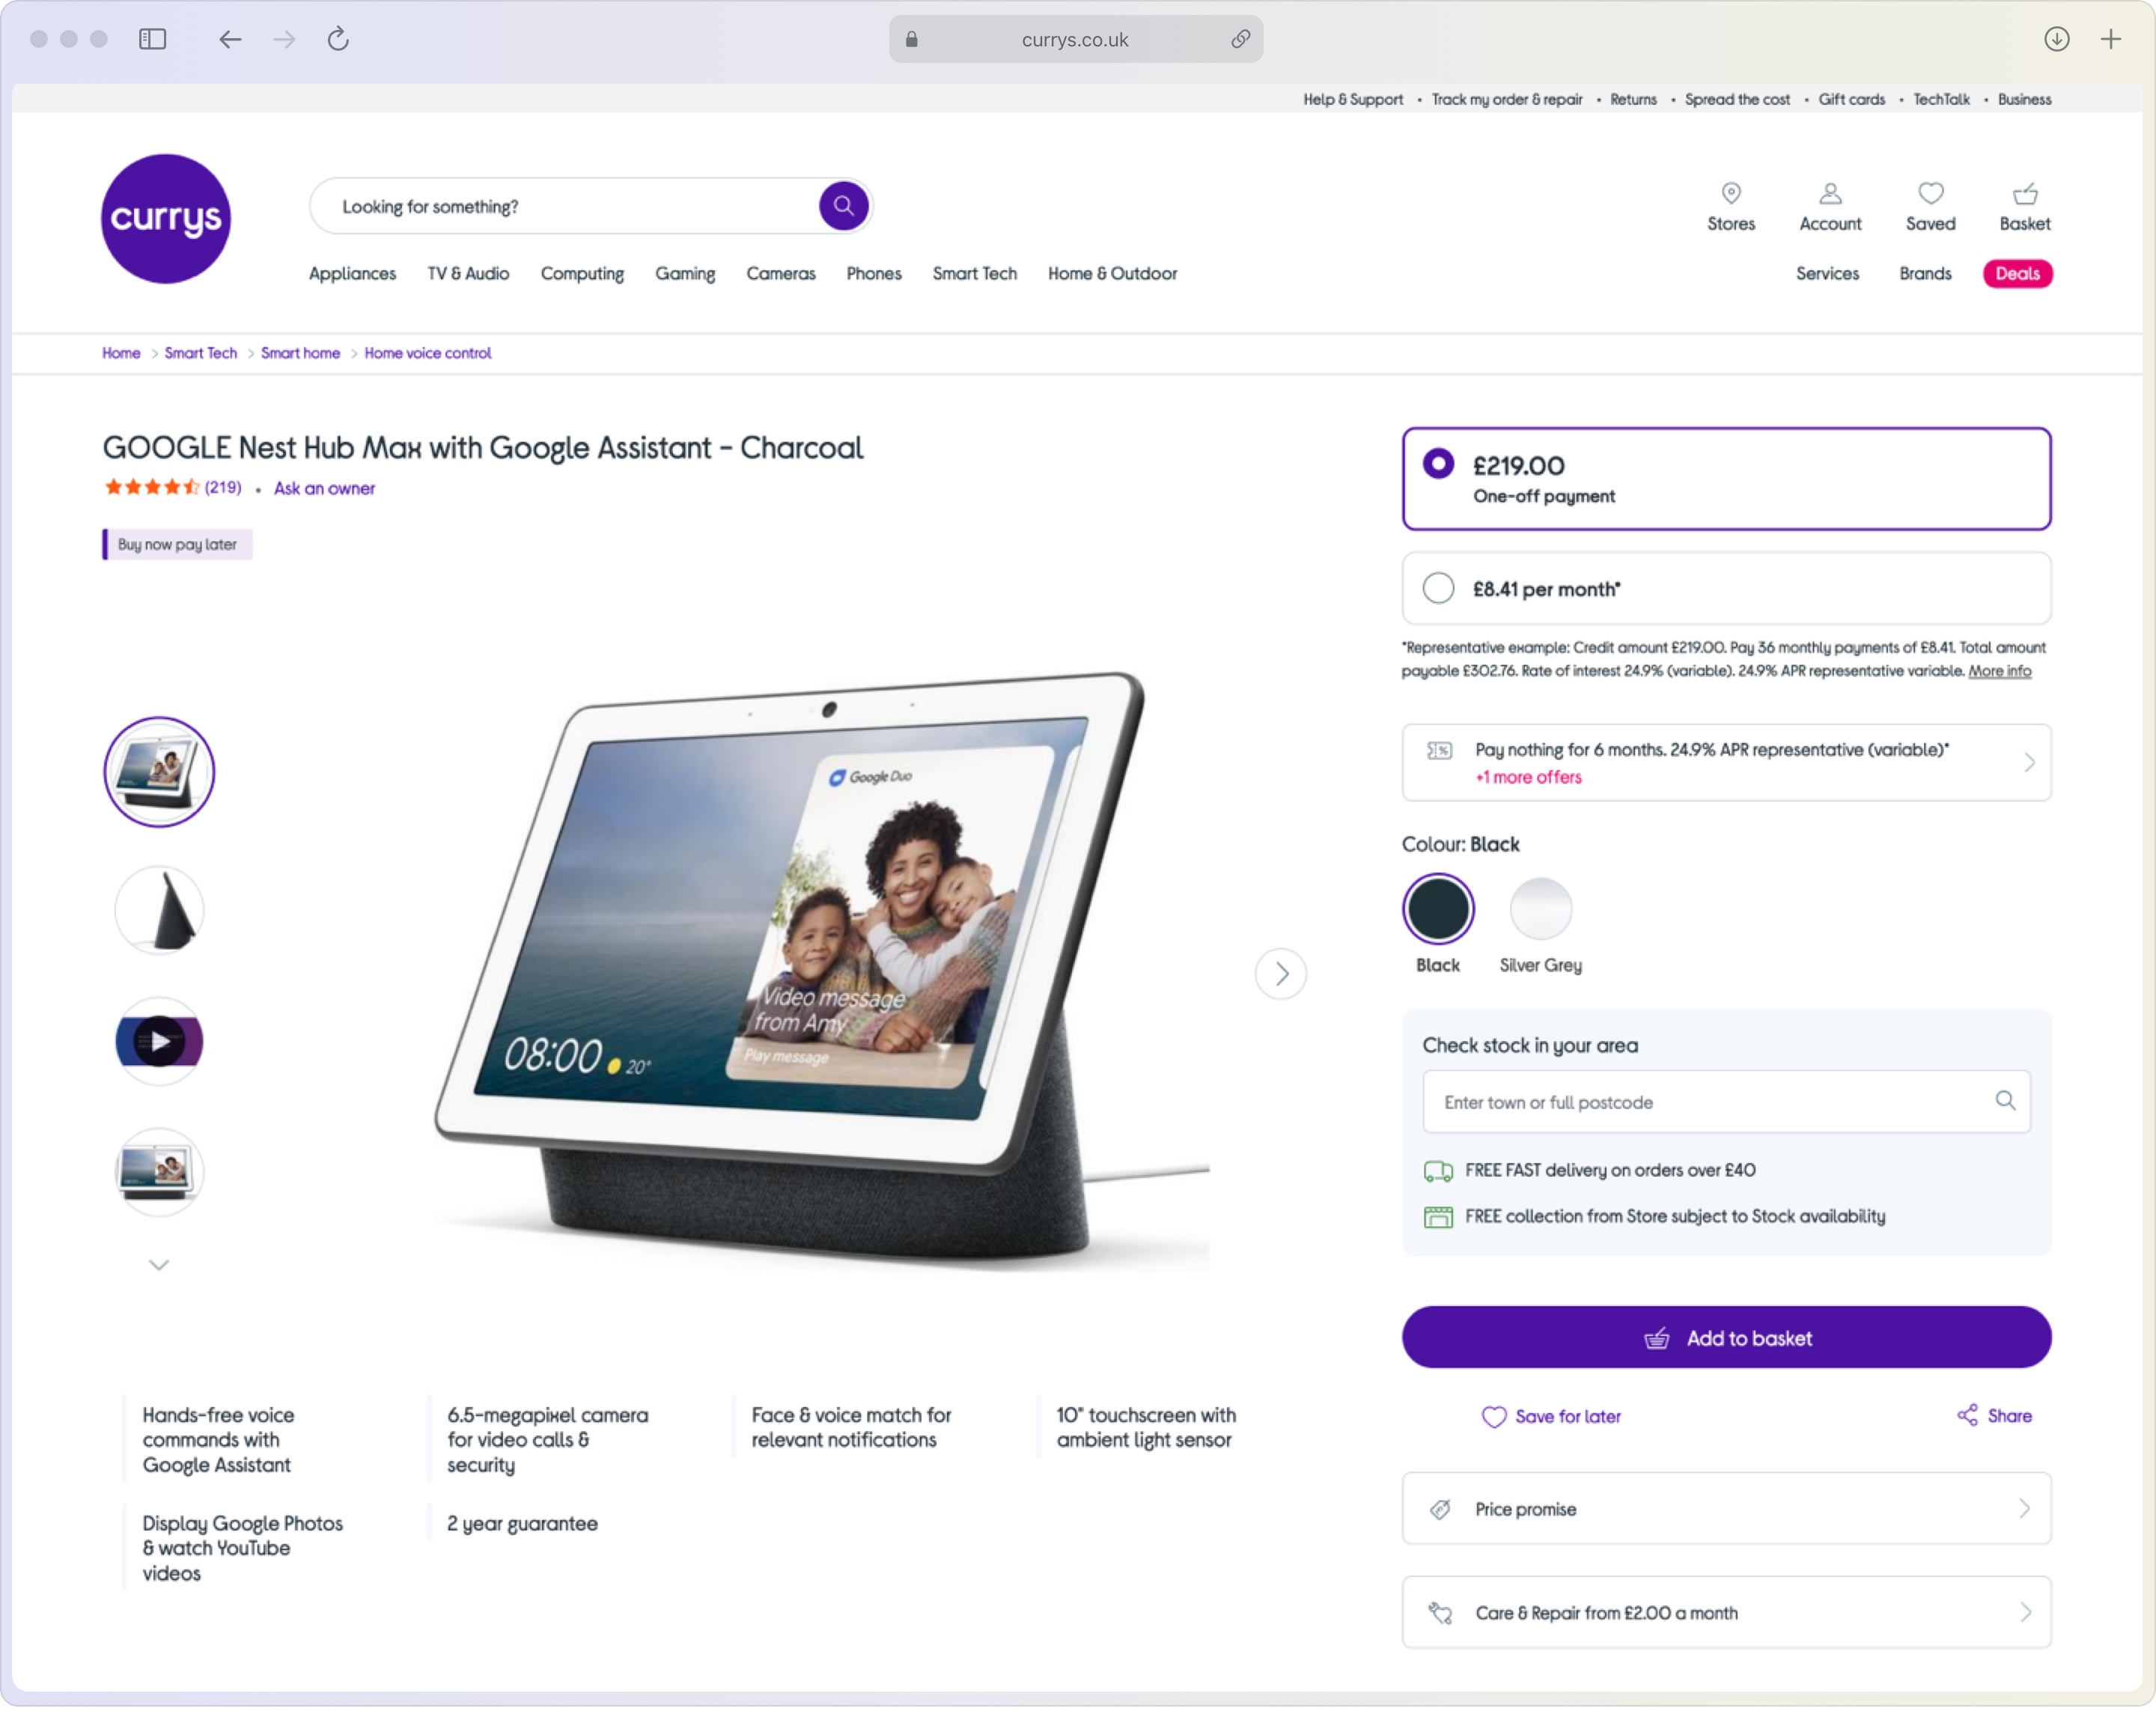 currys.co.uk
Help & Support • Track my order & repair • Returns • Spread the cost • Gift cards • TechTalk • Business
currys
Looking for something?
Stores Account Saved Basket
Appliances TV & Audio Computing Gaming Cameras Phones Smart Tech Home & Outdoor
Services Brands Deals
Home > Smart Tech > Smart home > Home voice control
GOOGLE Nest Hub Max with Google Assistant - Charcoal
(219) • Ask an owner
Buy now pay later
Google Duo
Video message
from Amy
Play message
08:00 20°
Hands-free voice
commands with
Google Assistant
6.5-megapixel camera
for video calls &
security
Face & voice match for
relevant notifications
10" touchscreen with
ambient light sensor
Display Google Photos
& watch YouTube
videos
2 year guarantee
£219.00
One-off payment
£8.41 per month*
*Representative example: Credit amount £219.00. Pay 36 monthly payments of £8.41. Total amount
payable £302.76. Rate of interest 24.9% (variable). 24.9% APR representative variable. More info
Pay nothing for 6 months. 24.9% APR representative (variable)*
+1 more offers
Colour: Black
Black Silver Grey
Check stock in your area
Enter town or full postcode
FREE FAST delivery on orders over £40
FREE collection from Store subject to Stock availability
Add to basket
Save for later Share
Price promise
Care & Repair from £2.00 a month